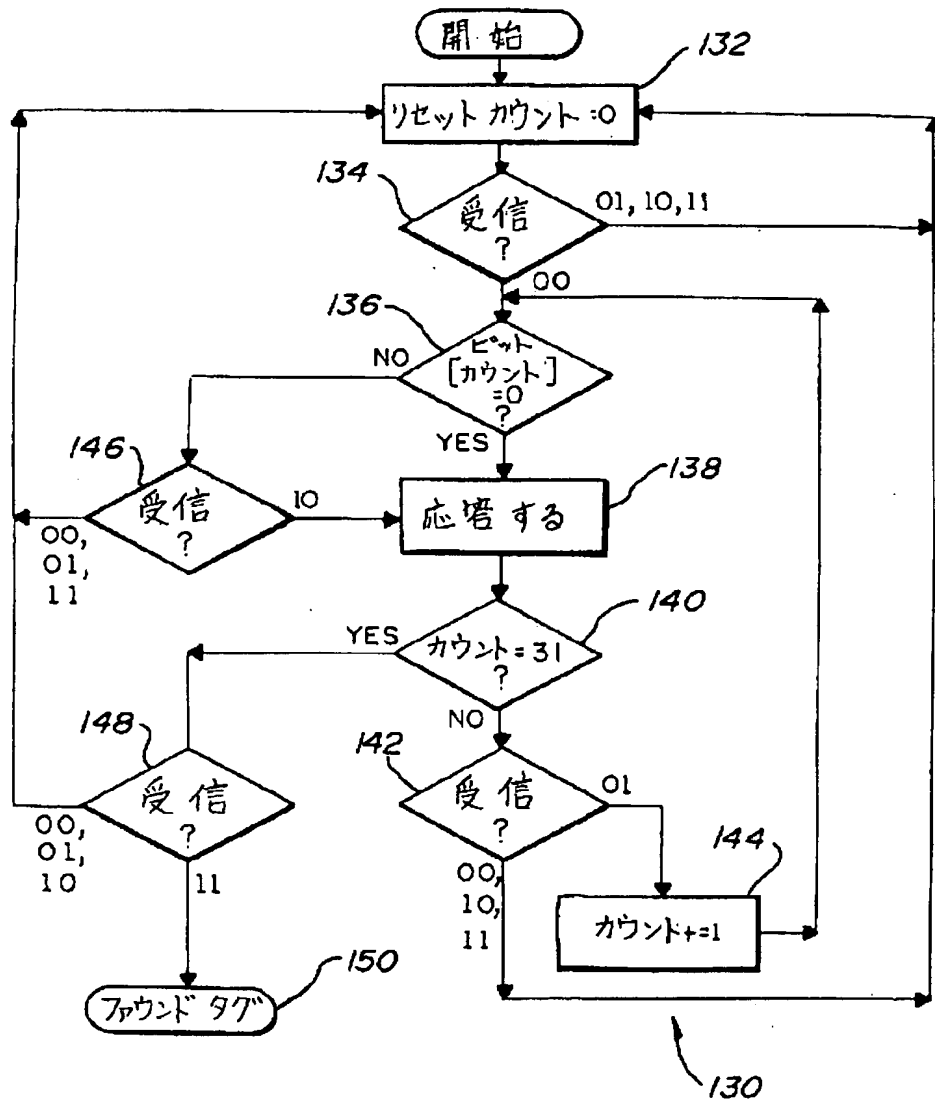 開始
132
リセット カウント =0
134
受信
?
01, 10, 11
00
136
ビット
[カウント]
=0
?
NO
YES
146
受信
?
10
00,
01,
11
138
応答する
140
カウント = 31
?
YES
NO
148
受信
?
00,
01,
10
11
142
受信
?
01
00,
10,
11
144
カウント+=1
ファウンド タグ
150
130